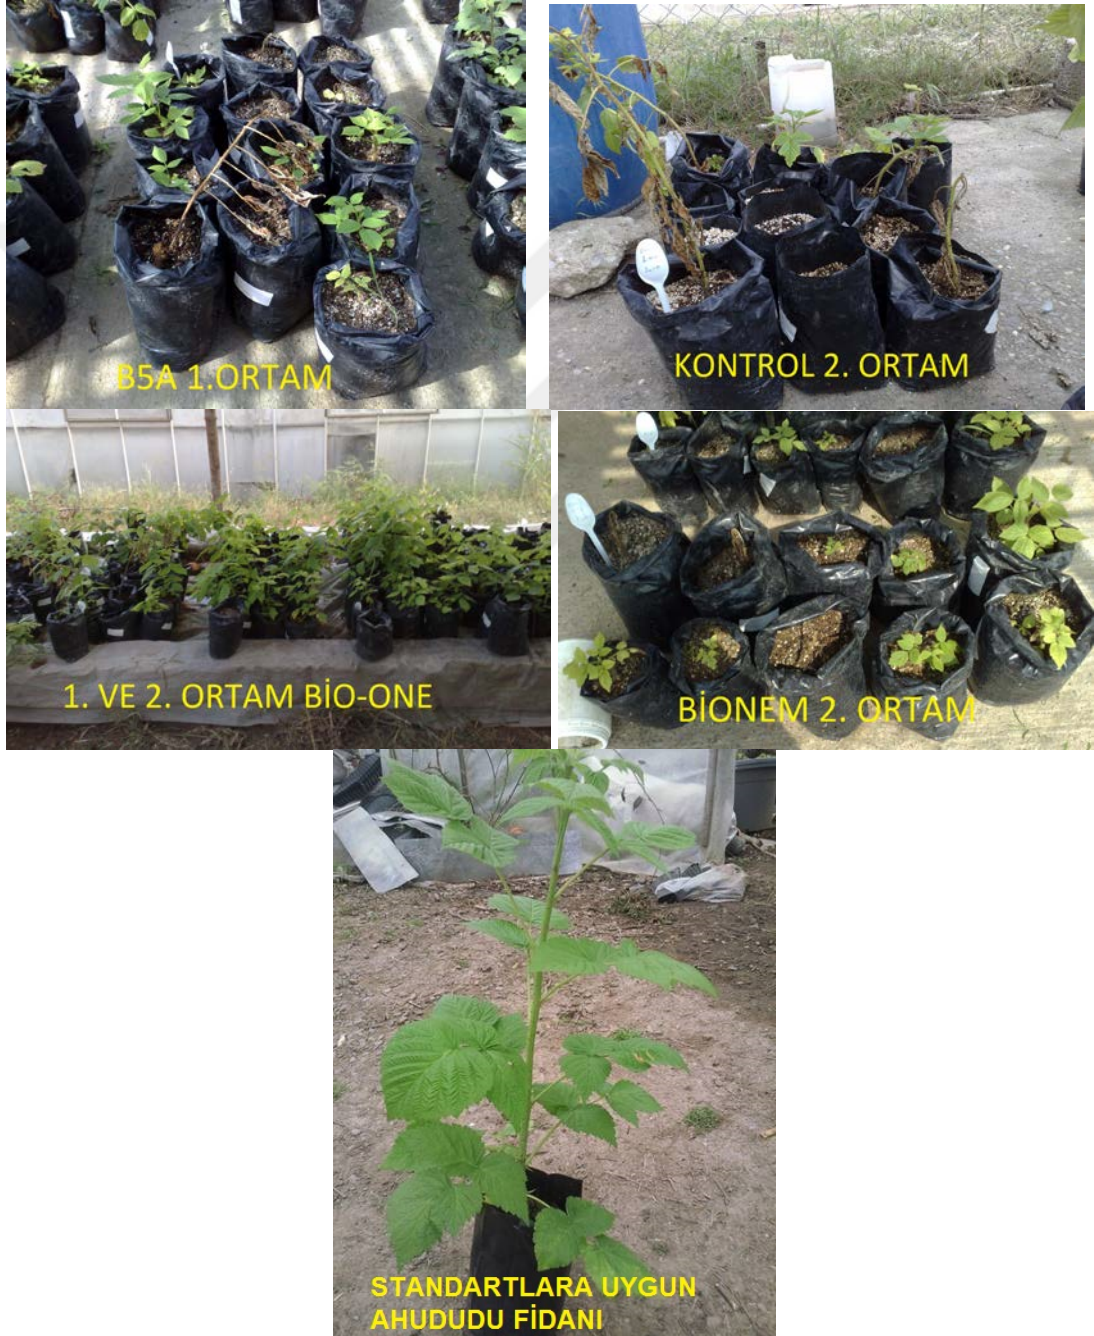 B5A 1.ORTAM
KONTROL 2. ORTAM
1. VE 2. ORTAM BİO-ONE
BİONEM 2. ORTAM
STANDARTLARA UYGUN
AHUDUDU FİDANI